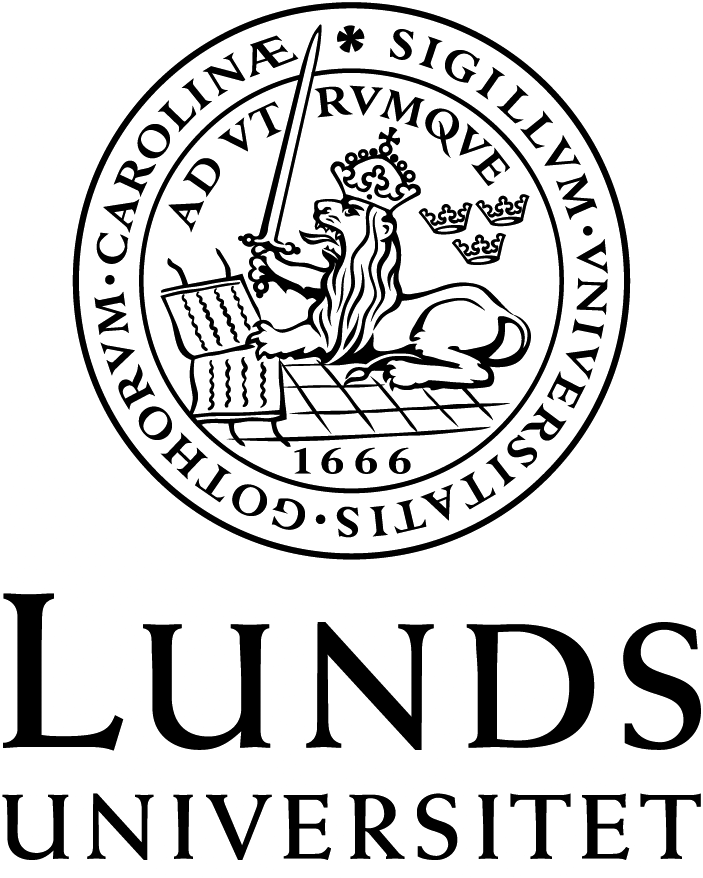 * SIGILLVM · VNIVERSITATIS · GOTHORVM · CAROLINÆ
AD VTRVMQVE
1666
LUNDS
UNIVERSITET